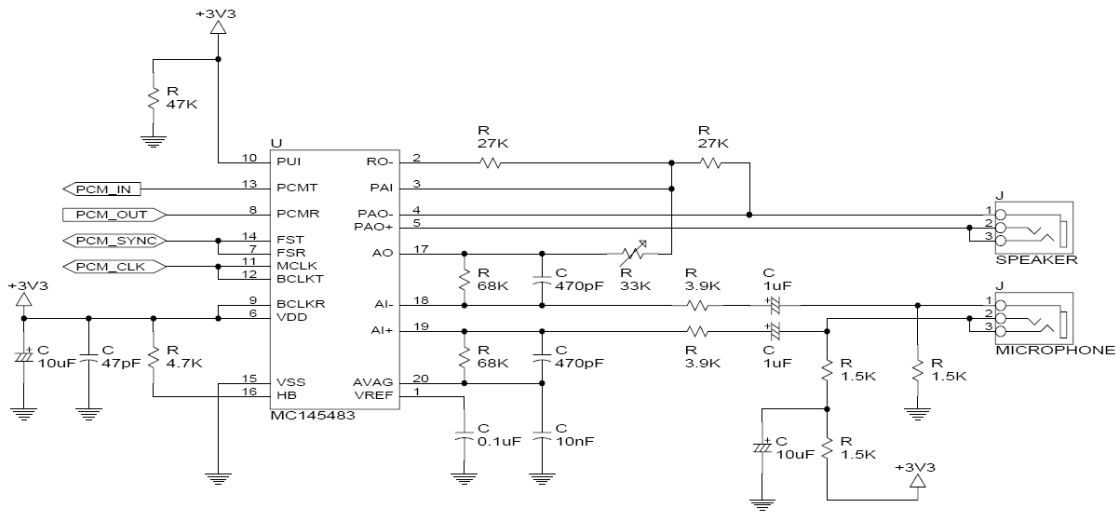 +3V3
R
47K
U
10 PUI RO- 2
13 PCMT PAI 3
8 PCMR PAO- 4
PAO+ 5
14 FST
7 FSR
11 MCLK AO 17
12 BCLKT
9 BCLKR AI- 18
6 VDD
AI+ 19
15 VSS AVAG 20
16 HB VREF 1
MC145483
PCM_IN
PCM_OUT
PCM_SYNC
PCM_CLK
+3V3
C
10uF
C
47pF
R
4.7K
R
27K
R
27K
R
68K
C
470pF
R
33K
R
3.9K
C
+
1uF
R
68K
C
470pF
R
3.9K
C
+
1uF
C
0.1uF
C
10nF
J
1
2
3
SPEAKER
J
1
2
3
MICROPHONE
R
1.5K
R
1.5K
C
+
10uF
R
1.5K
+3V3